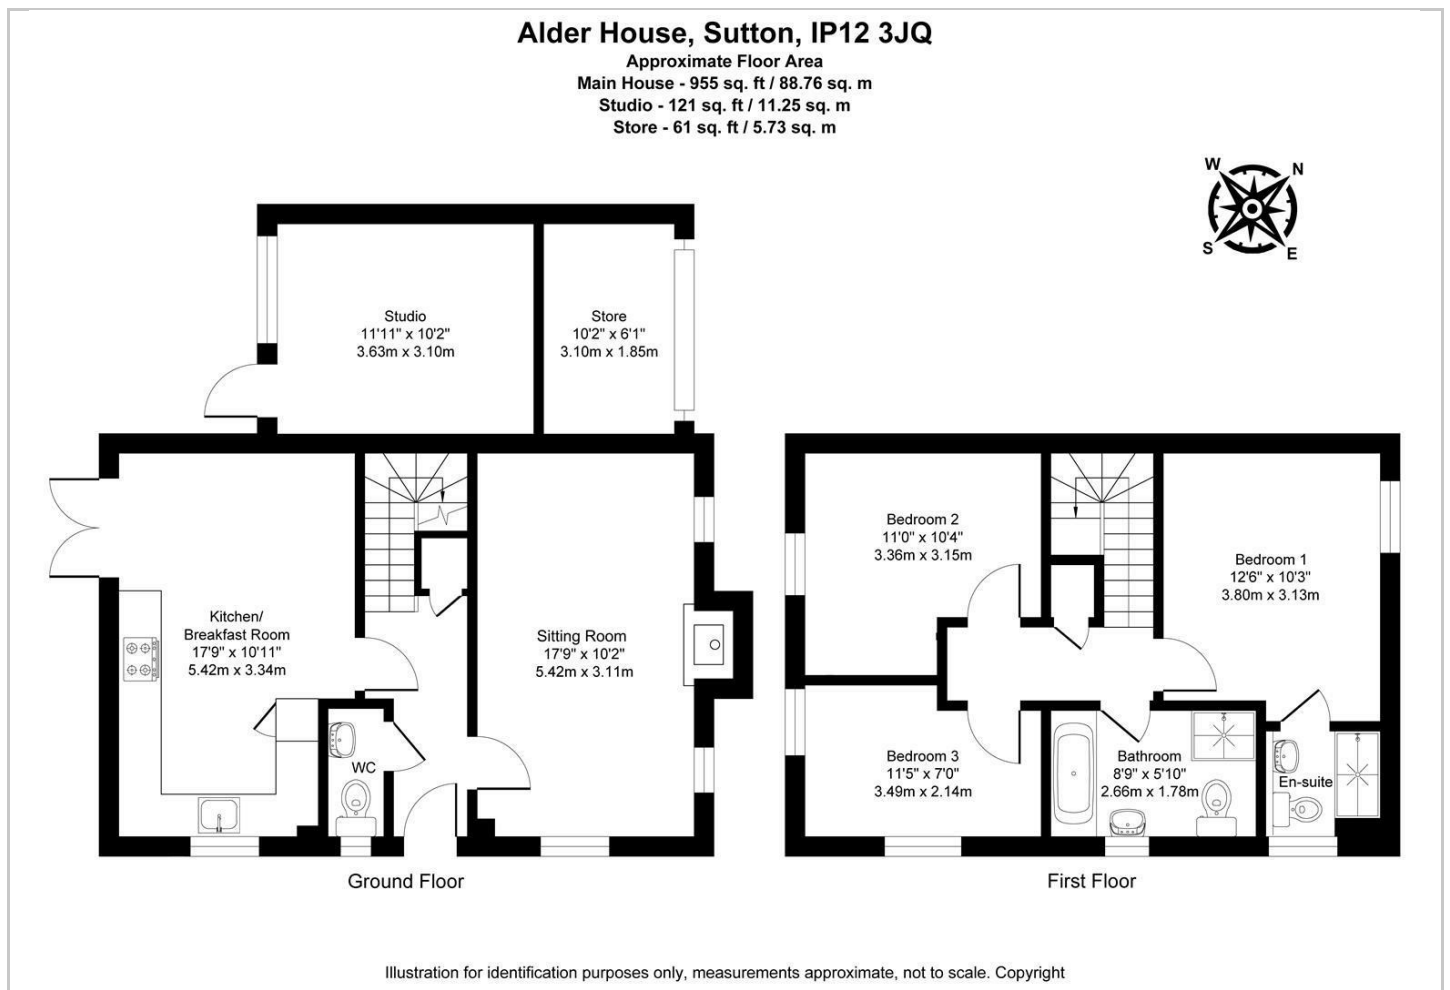 Alder House, Sutton, IP12 3JQ
Approximate Floor Area
Main House - 955 sq. ft / 88.76 sq. m
Studio - 121 sq. ft / 11.25 sq. m
Store - 61 sq. ft / 5.73 sq. m
W
N
S
E
Studio
11'11" x 10'2"
3.63m x 3.10m
Store
10'2" x 6'1"
3.10m x 1.85m
Kitchen/
Breakfast Room
17'9" x 10'11"
5.42m x 3.34m
Sitting Room
17'9" x 10'2"
5.42m x 3.11m
WC
Ground Floor
Bedroom 2
11'0" x 10'4"
3.36m x 3.15m
Bedroom 1
12'6" x 10'3"
3.80m x 3.13m
Bedroom 3
11'5" x 7'0"
3.49m x 2.14m
Bathroom
8'9" x 5'10"
2.66m x 1.78m
En-suite
First Floor
Illustration for identification purposes only, measurements approximate, not to scale. Copyright